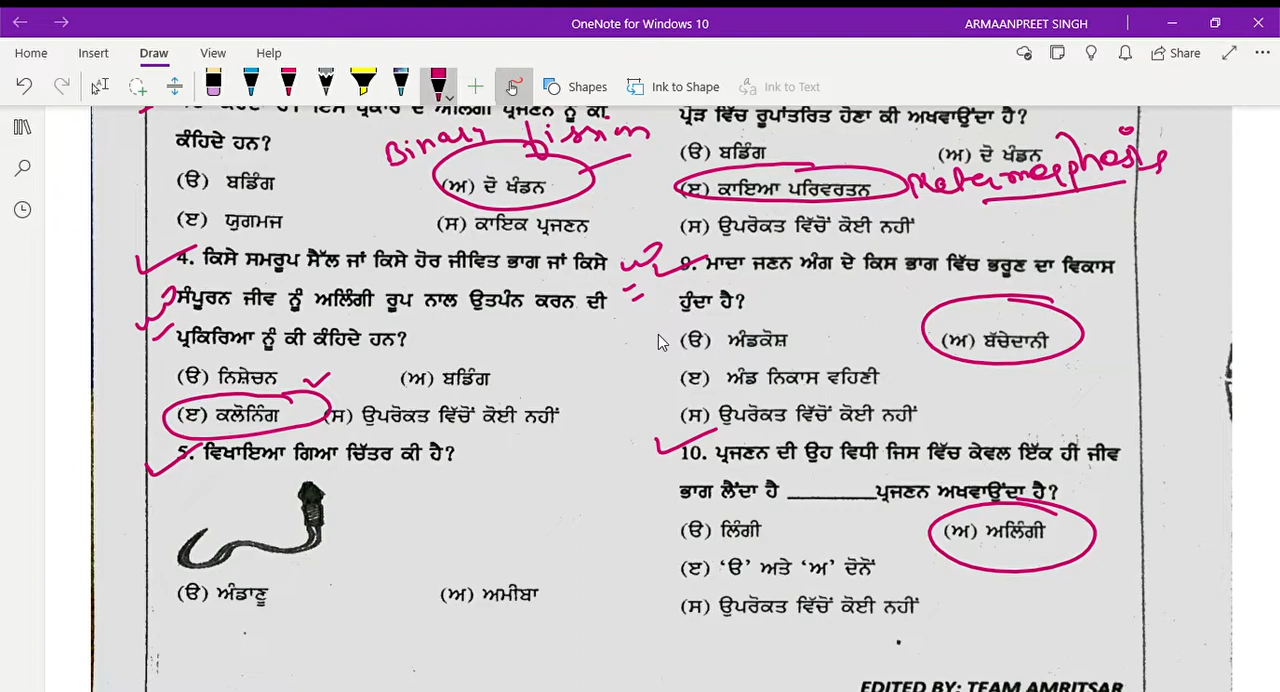 OneNote for Windows 10
ARMAANPREET SINGH
Home Insert Draw View Help
Share
Shapes Ink to Shape Ink to Text
ਇਸ ਪ੍ਰਕਾਰ ਦੇ ਅਲਿੰਗੀ ਪ੍ਰਜਣਨ ਨੂੰ ਕੀ
ਕੰਹਿਦੇ ਹਨ?
Binary fission
(ੳ) ਬਡਿੰਗ
(ਅ) ਦੋ ਖੰਡਨ
(ੲ) ਯੁਗਮਜ
(ਸ) ਕਾਇਕ ਪ੍ਰਜਣਨ
4. ਕਿਸੇ ਸਮਰੂਪ ਸੈੱਲ ਜਾਂ ਕਿਸੇ ਹੋਰ ਜੀਵਿਤ ਭਾਗ ਜਾਂ ਕਿਸੇ
ਸੰਪੂਰਨ ਜੀਵ ਨੂੰ ਅਲਿੰਗੀ ਰੂਪ ਨਾਲ ਉਤਪੰਨ ਕਰਨ ਦੀ
ਪ੍ਰਕਿਰਿਆ ਨੂੰ ਕੀ ਕੰਹਿਦੇ ਹਨ?
(ੳ) ਨਿਸ਼ੇਚਨ
(ਅ) ਬਡਿੰਗ
(ੲ) ਕਲੋਨਿੰਗ
(ਸ) ਉਪਰੋਕਤ ਵਿੱਚੋਂ ਕੋਈ ਨਹੀਂ
5. ਵਿਖਾਇਆ ਗਿਆ ਚਿੱਤਰ ਕੀ ਹੈ?
(ੳ) ਅੰਡਾਣੂ
(ਅ) ਅਮੀਬਾ
ਪ੍ਰੋੜ ਵਿੱਚ ਰੂਪਾਂਤਰਿਤ ਹੋਣਾ ਕੀ ਅਖਵਾਉਂਦਾ ਹੈ?
(ੳ) ਬਡਿੰਗ
(ਅ) ਦੋ ਖੰਡਨ
(ੲ) ਕਾਇਆ ਪਰਿਵਰਤਨ
Metamorphosis
(ਸ) ਉਪਰੋਕਤ ਵਿੱਚੋਂ ਕੋਈ ਨਹੀਂ
9. ਮਾਦਾ ਜਣਨ ਅੰਗ ਦੇ ਕਿਸ ਭਾਗ ਵਿੱਚ ਭਰੂਣ ਦਾ ਵਿਕਾਸ
ਹੁੰਦਾ ਹੈ?
(ੳ) ਅੰਡਕੋਸ਼
(ਅ) ਬੱਚੇਦਾਨੀ
(ੲ) ਅੰਡ ਨਿਕਾਸ ਵਹਿਣੀ
(ਸ) ਉਪਰੋਕਤ ਵਿੱਚੋਂ ਕੋਈ ਨਹੀਂ
10. ਪ੍ਰਜਣਨ ਦੀ ਉਹ ਵਿਧੀ ਜਿਸ ਵਿੱਚ ਕੇਵਲ ਇੱਕ ਹੀ ਜੀਵ
ਭਾਗ ਲੈਂਦਾ ਹੈ ________ਪ੍ਰਜਣਨ ਅਖਵਾਉਂਦਾ ਹੈ?
(ੳ) ਲਿੰਗੀ
(ਅ) ਅਲਿੰਗੀ
(ੲ) ‘ੳ’ ਅਤੇ ‘ਅ’ ਦੋਨੋਂ
(ਸ) ਉਪਰੋਕਤ ਵਿੱਚੋਂ ਕੋਈ ਨਹੀਂ
EDITED BY: TEAM AMRITSAR